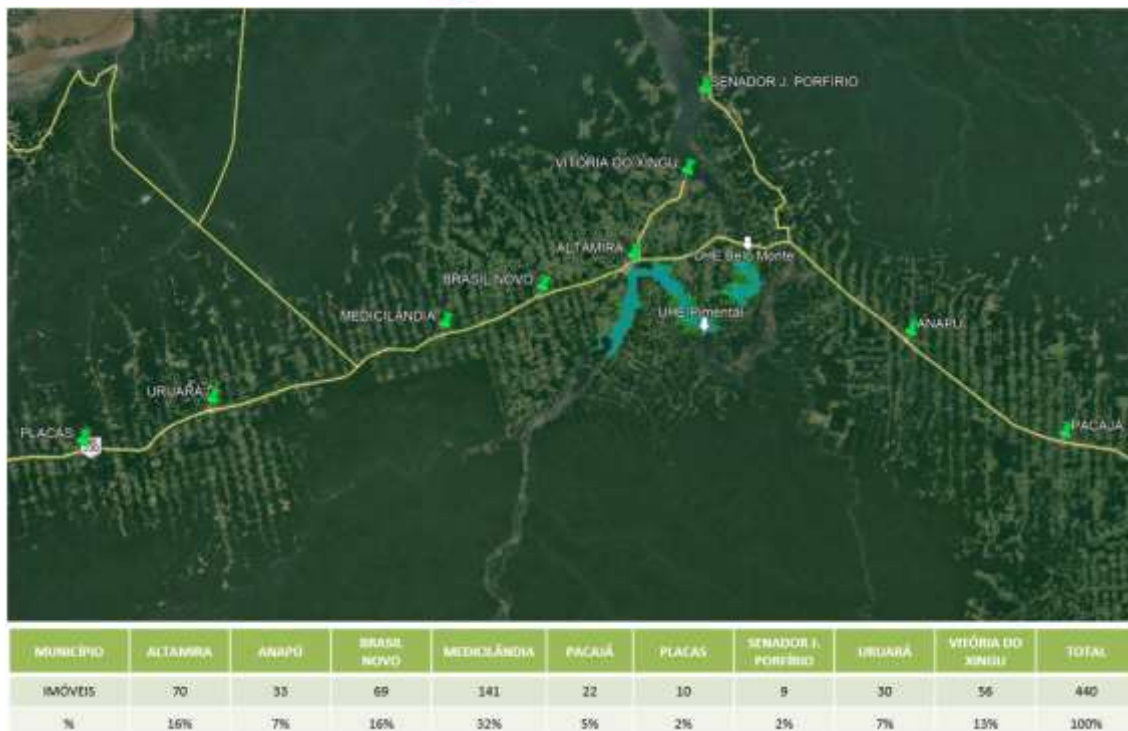 SENADOR J. PORFÍRIO
VITÓRIA DO XINGU
ALTAMIRA
UHE Belo Monte
BRASIL NOVO
UHE Pimental
MEDICILÂNDIA
ANAPU
URUARÁ
PACAJÁ
PLACAS
MUNICÍPIO ALTAMIRA ANAPÚ BRASIL NOVO MEDICILÂNDIA PACAJÁ PLACAS SENADOR J. PORFÍRIO URUARÁ VITÓRIA DO XINGU TOTAL
IMÓVEIS 70 33 69 141 22 10 9 30 56 440
% 16% 7% 16% 32% 5% 2% 2% 7% 13% 100%